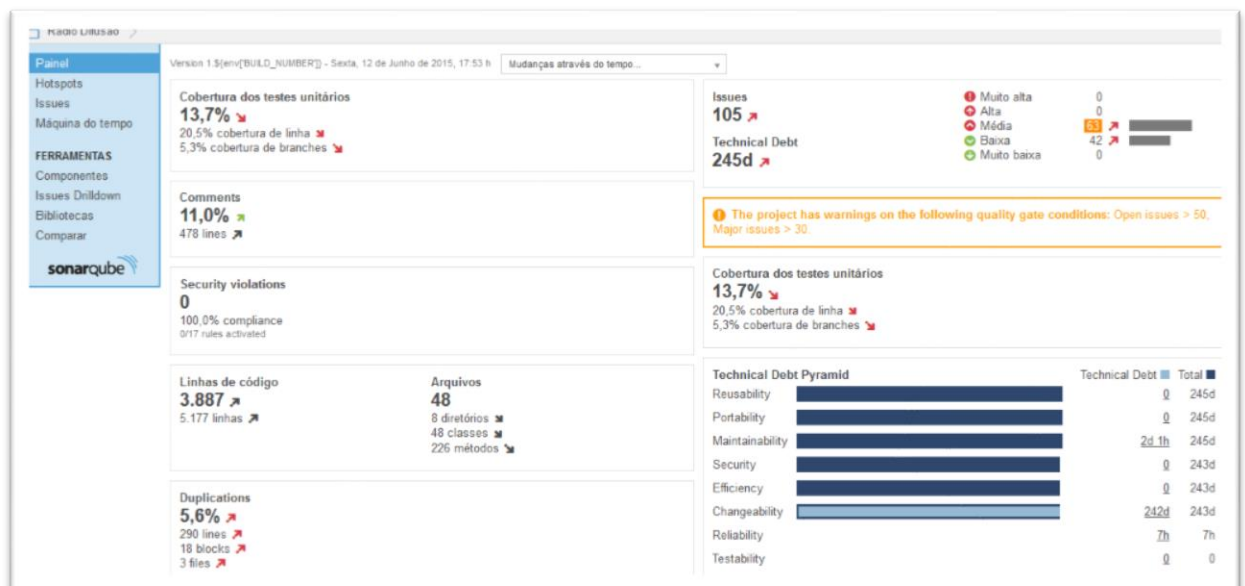 Rádio Difusão
Painel
Hotspots
Issues
Máquina do tempo
FERRAMENTAS
Componentes
Issues Drilldown
Bibliotecas
Comparar
sonarqube
Version 1.${env['BUILD_NUMBER']} - Sexta, 12 de Junho de 2015, 17:53 h
Mudanças através do tempo...
Cobertura dos testes unitários
13,7%
20,5% cobertura de linha
5,3% cobertura de branches
Comments
11,0%
478 lines
Security violations
0
100,0% compliance
0/17 rules activated
Linhas de código
3.887
5.177 linhas
Arquivos
48
8 diretórios
48 classes
226 métodos
Duplications
5,6%
290 lines
18 blocks
3 files
Issues
105
Technical Debt
245d
Muito alta 0
Alta 0
Média 63
Baixa 42
Muito baixa 0
The project has warnings on the following quality gate conditions: Open issues > 50,
Major issues > 30.
Cobertura dos testes unitários
13,7%
20,5% cobertura de linha
5,3% cobertura de branches
Technical Debt Pyramid Technical Debt Total
Reusability 0 245d
Portability 0 245d
Maintainability 2d 1h 245d
Security 0 243d
Efficiency 0 243d
Changeability 242d 243d
Reliability 7h 7h
Testability 0 0